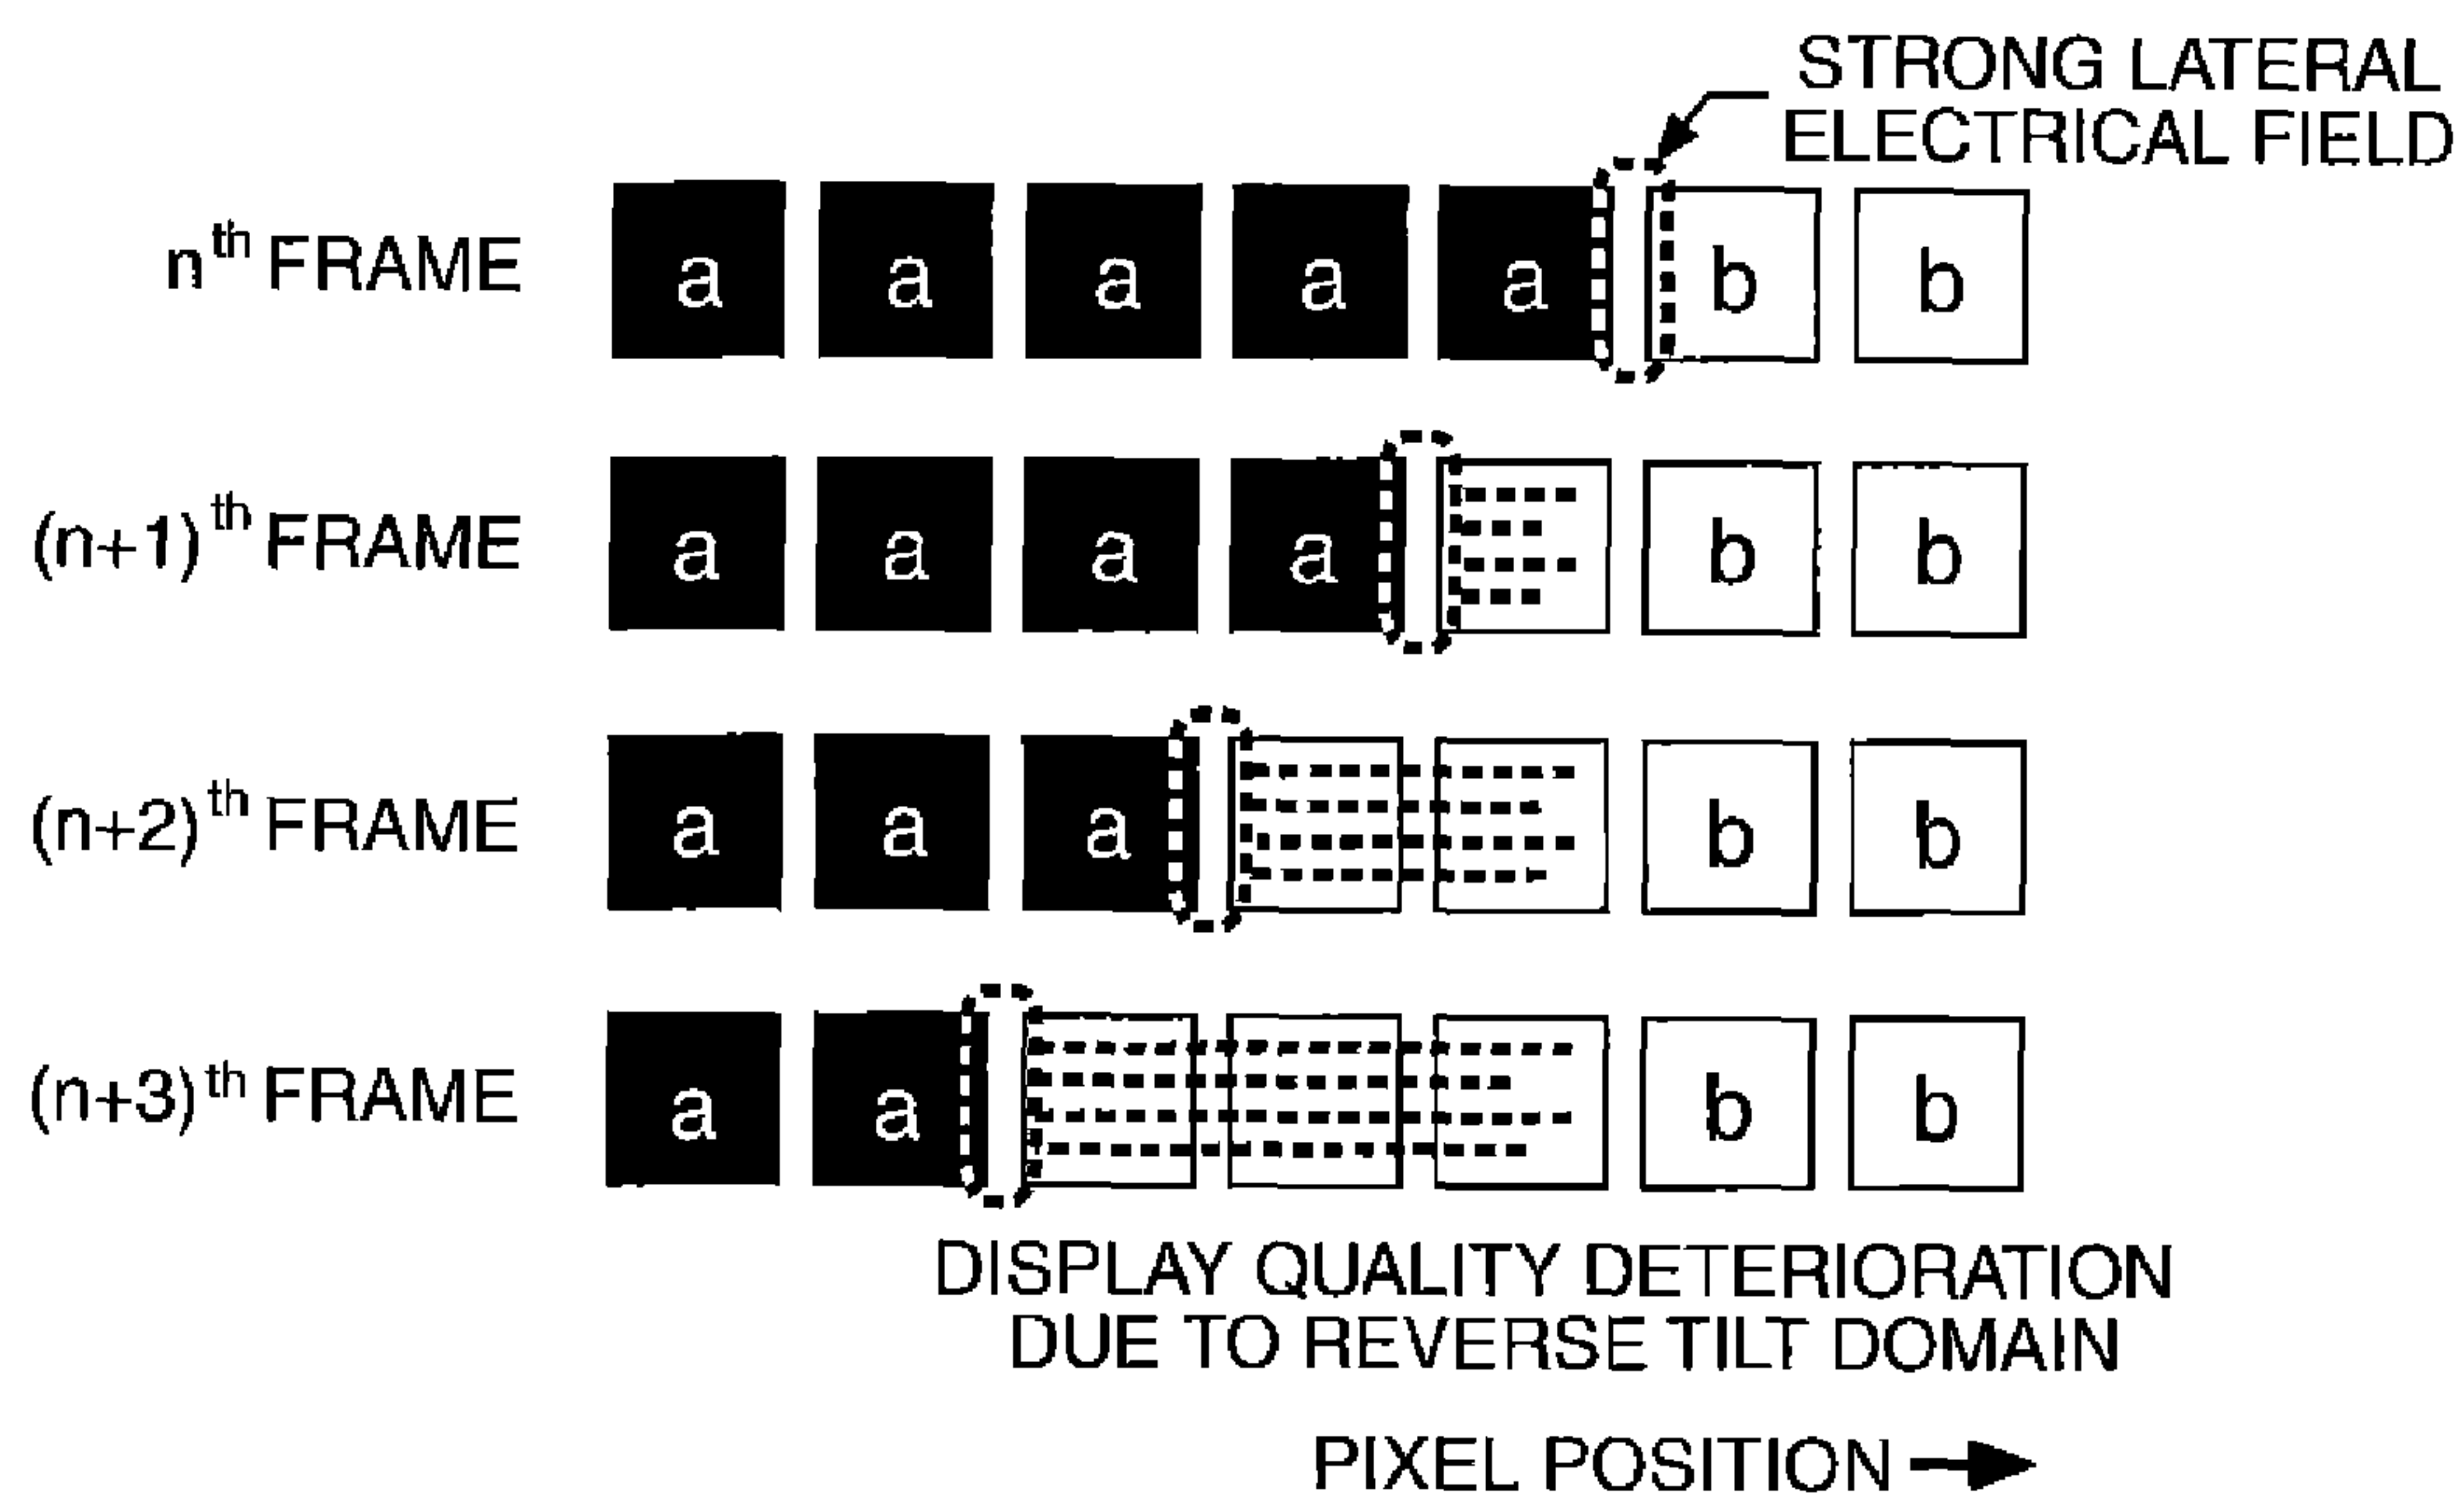 STRONG LATERAL
ELECTRICAL FIELD
nth FRAME a a a a a b b
(n+1)th FRAME a a a a b b
(n+2)th FRAME a a a b b
(n+3)th FRAME a a b b
DISPLAY QUALITY DETERIORATION
DUE TO REVERSE TILT DOMAIN
PIXEL POSITION